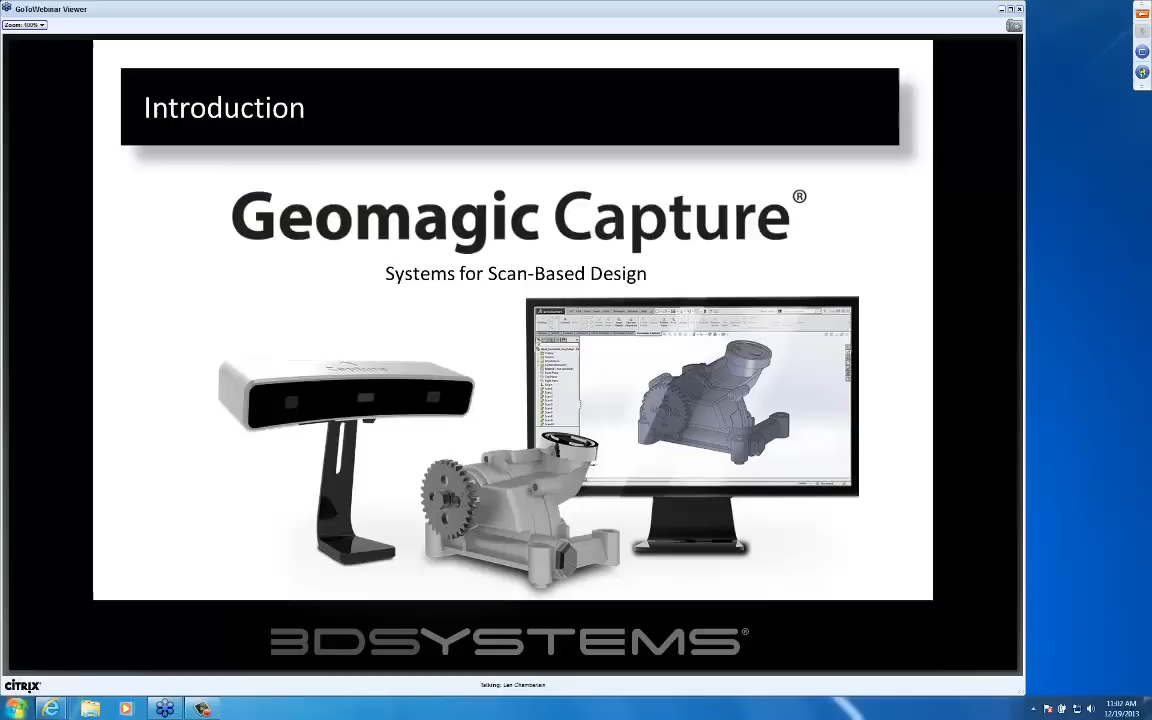 GoToWebinar Viewer
Zoom: 100%
Introduction
Geomagic Capture®
Systems for Scan-Based Design
Capture
3DSYSTEMS®
CITRIX
Talking: Len Chamberlain
11:02 AM
12/19/2013